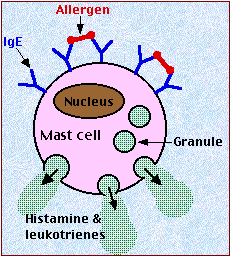 Allergen
IgE
Nucleus
Mast cell
Granule
Histamine &
leukotrienes